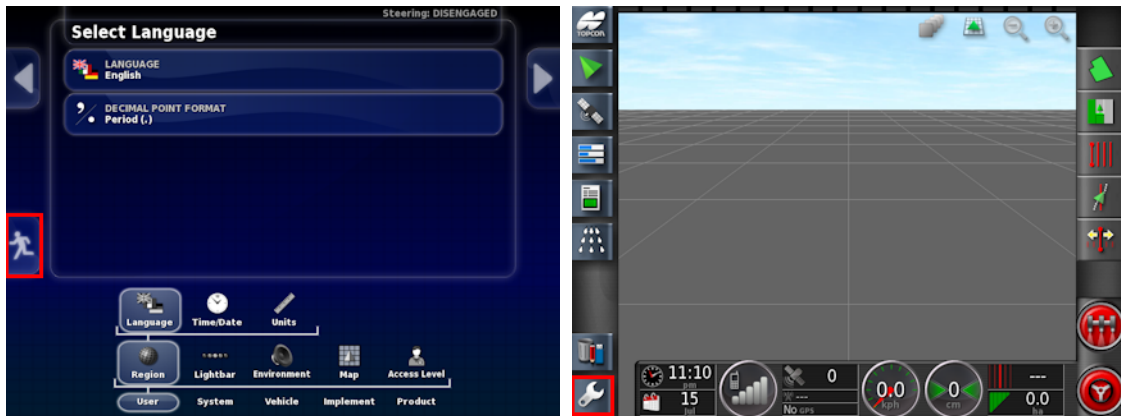 Steering: DISENGAGED
Select Language
LANGUAGE
English
DECIMAL POINT FORMAT
Period (.)
Language Time/Date Units
Region Lightbar Environment Map Access Level
User System Vehicle Implement Product
TOPCON
11:10
pm
15
Jul
0
---
No GPS
0.0
kph
0
cm
---
0.0
ha